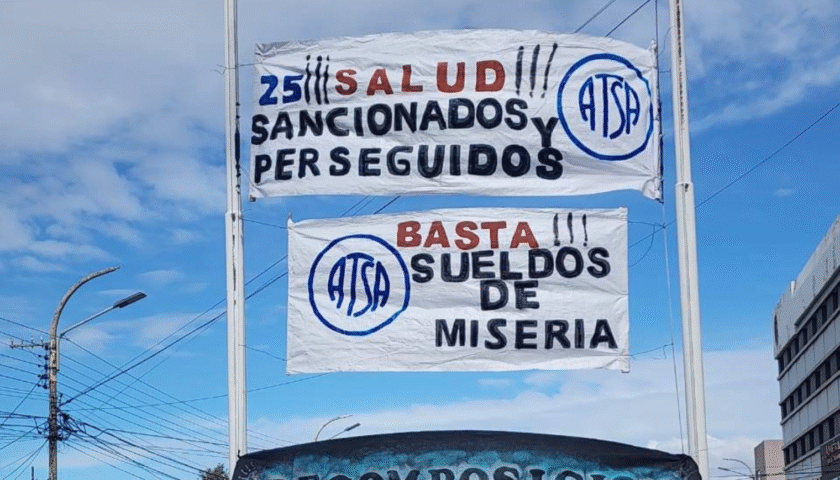 25 ¡¡¡SALUD!!!
SANCIONADOS Y
PERSEGUIDOS
ATSA
BASTA!!!
ATSA
SUELDOS
DE
MISERIA